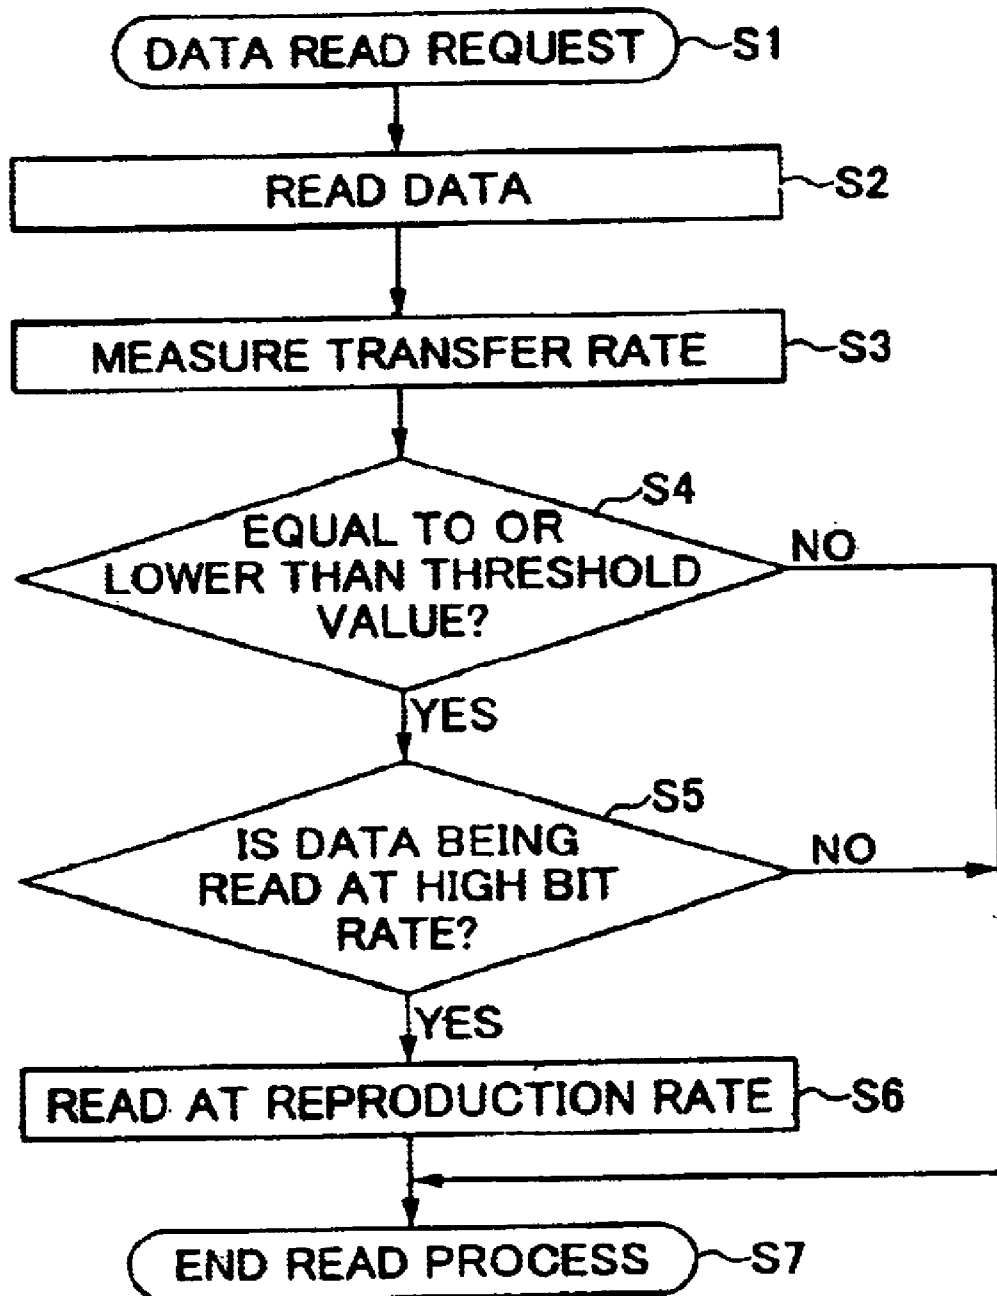 DATA READ REQUEST S1
READ DATA S2
MEASURE TRANSFER RATE S3
S4
EQUAL TO OR
LOWER THAN THRESHOLD
VALUE?
NO
YES
S5
IS DATA BEING
READ AT HIGH BIT
RATE?
NO
YES
READ AT REPRODUCTION RATE S6
END READ PROCESS S7